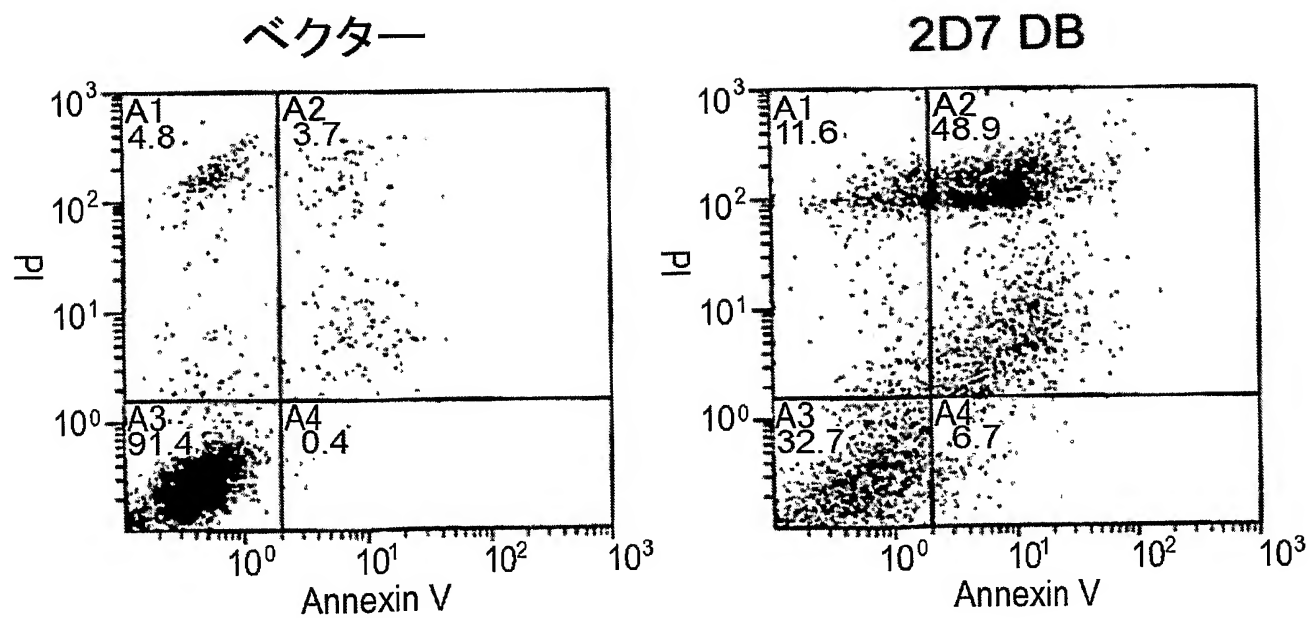 ベクター
10³
10²
10¹
10⁰
PI
A1
4.8
A2
3.7
A3
91.4
A4
0.4
10⁰
10¹
10²
10³
Annexin V
2D7 DB
10³
10²
10¹
10⁰
PI
A1
11.6
A2
48.9
A3
32.7
A4
6.7
10⁰
10¹
10²
10³
Annexin V